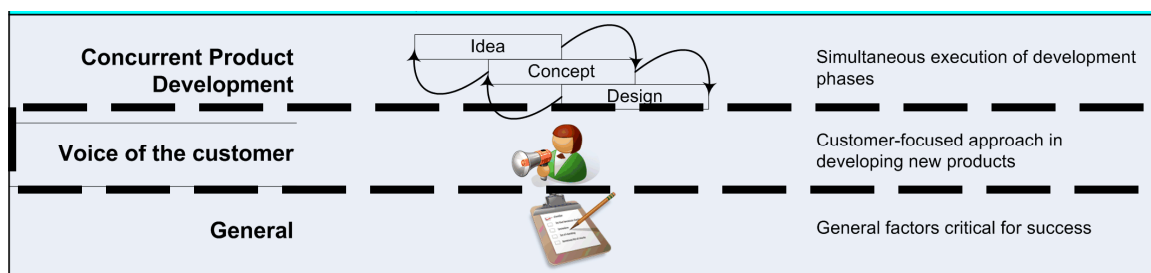 Concurrent Product
Development
Idea
Concept
Design
Simultaneous execution of development
phases
Voice of the customer
Customer-focused approach in
developing new products
General
General factors critical for success